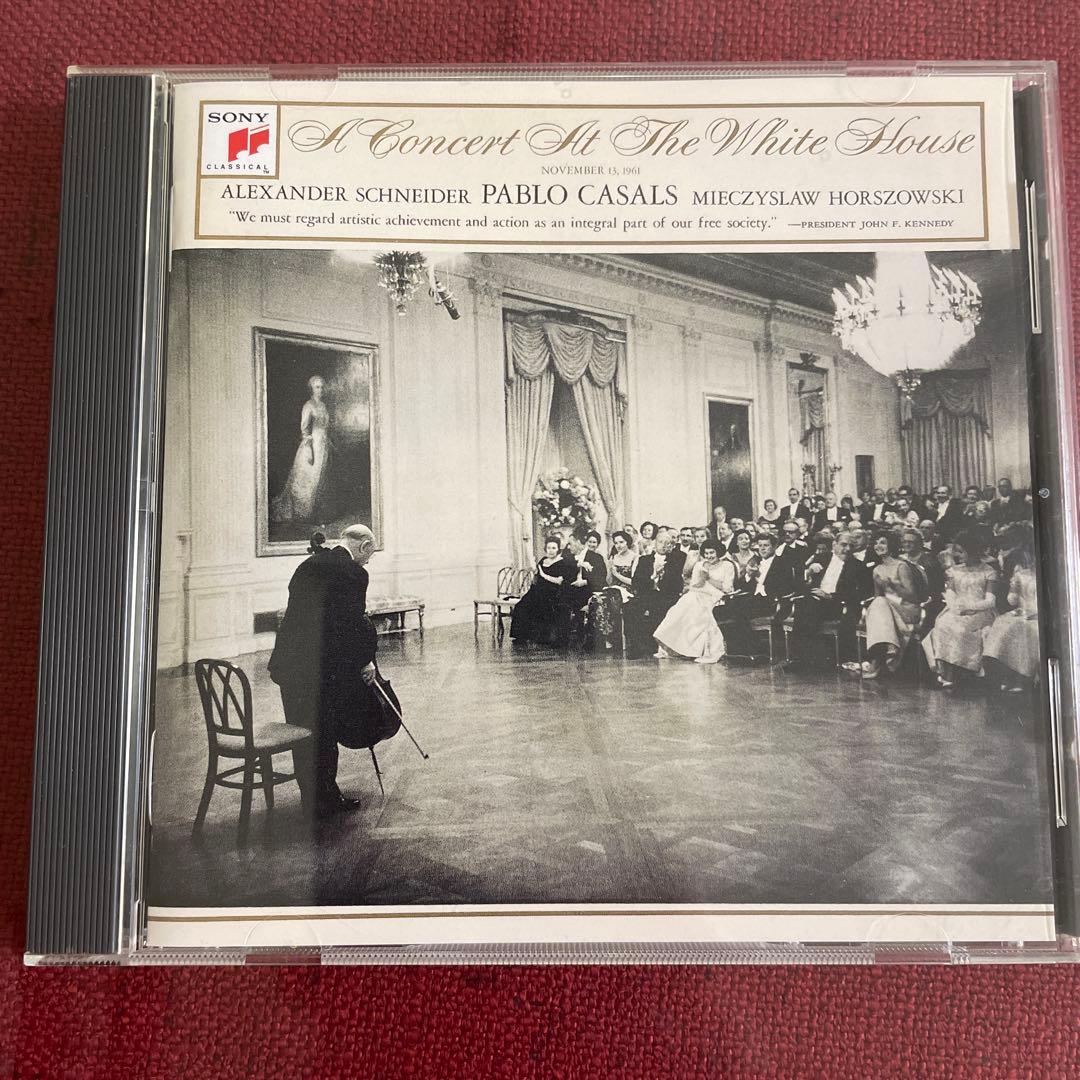 SONY
CLASSICAL™
A Concert At The White House
NOVEMBER 13, 1961
ALEXANDER SCHNEIDER PABLO CASALS MIECZYSLAW HORSZOWSKI
"We must regard artistic achievement and action as an integral part of our free society." —PRESIDENT JOHN F. KENNEDY